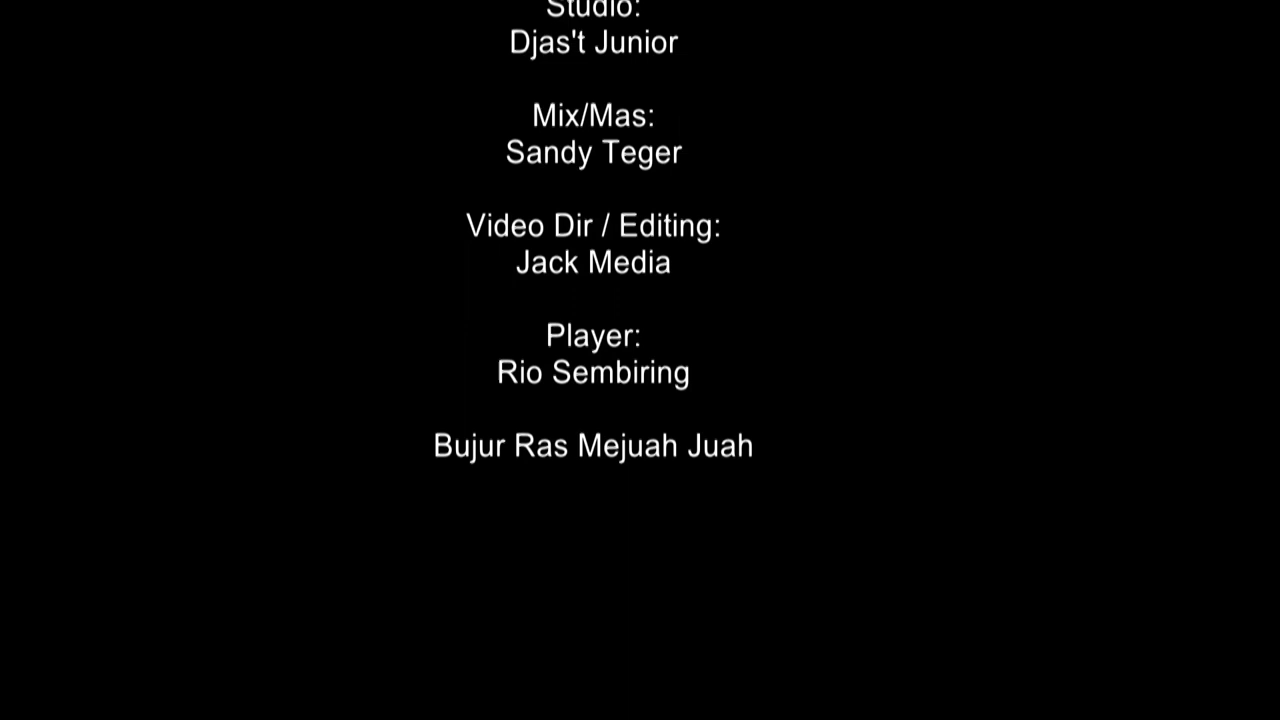 Studio:
Djas't Junior
Mix/Mas:
Sandy Teger
Video Dir / Editing:
Jack Media
Player:
Rio Sembiring
Bujur Ras Mejuah Juah